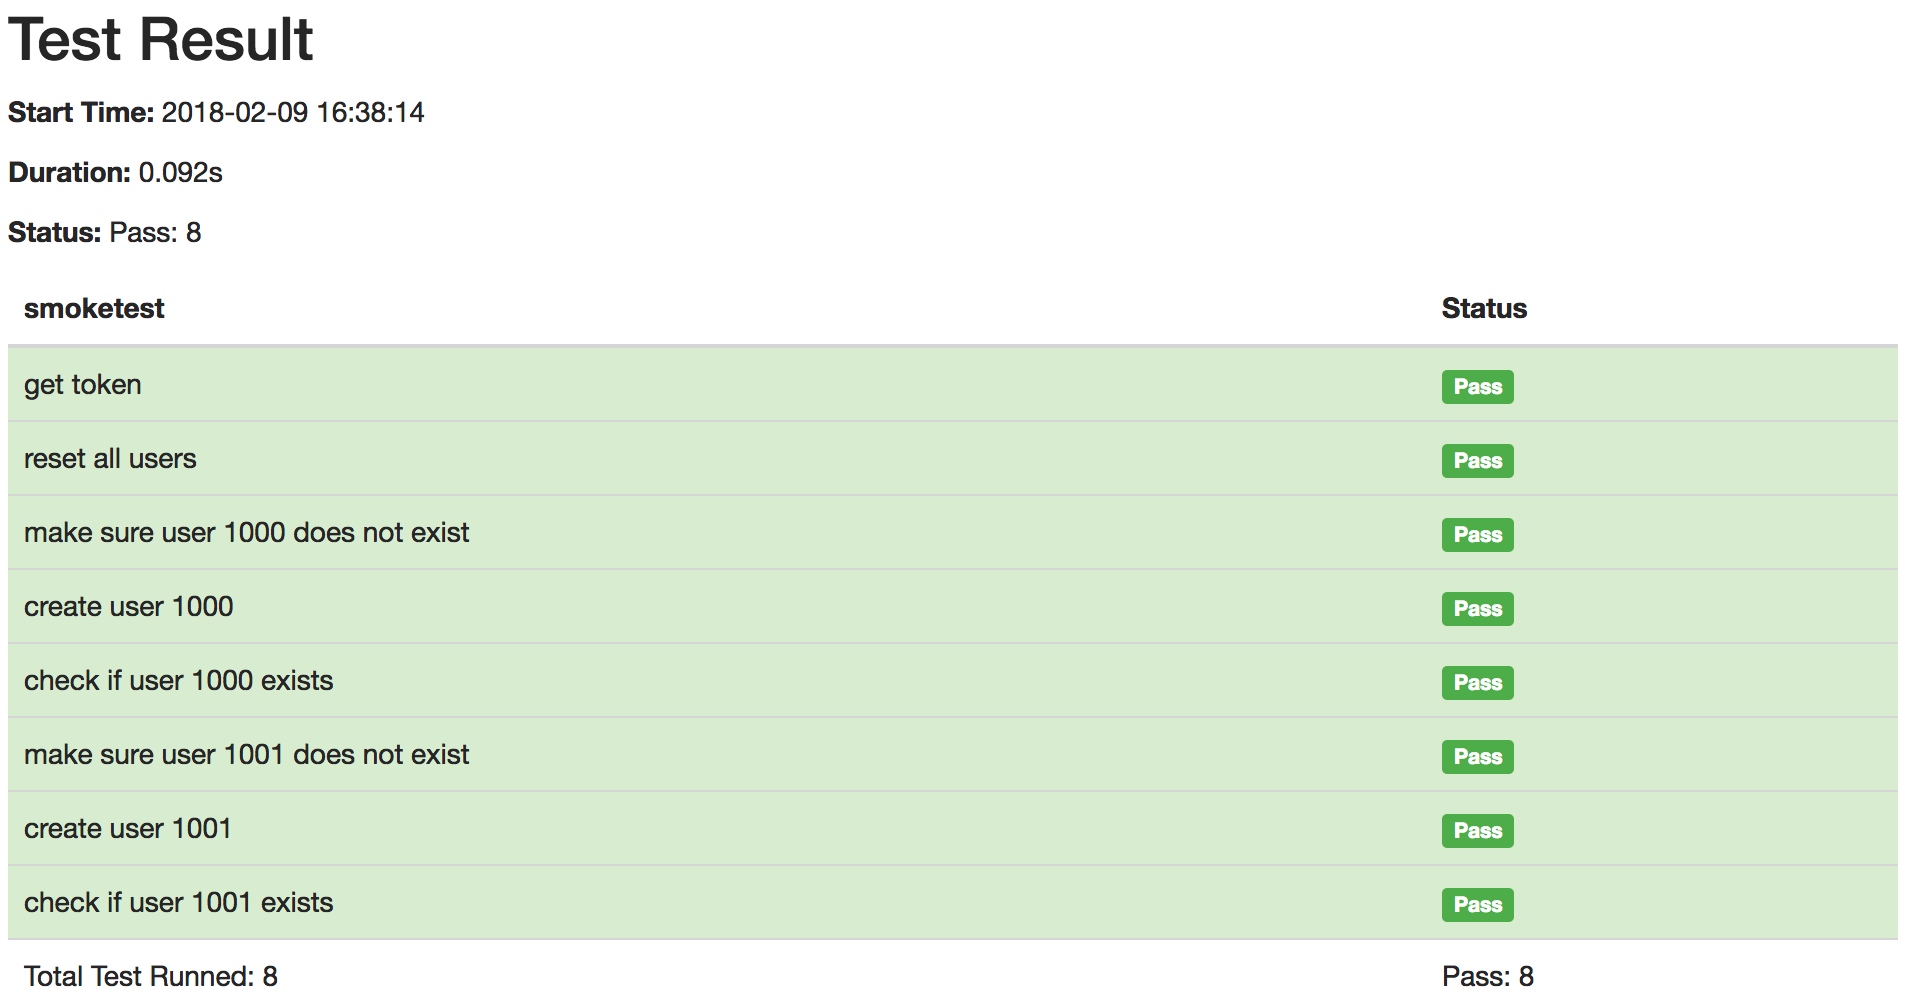 Test Result
Start Time: 2018-02-09 16:38:14
Duration: 0.092s
Status: Pass: 8
smoketest Status
get token Pass
reset all users Pass
make sure user 1000 does not exist Pass
create user 1000 Pass
check if user 1000 exists Pass
make sure user 1001 does not exist Pass
create user 1001 Pass
check if user 1001 exists Pass
Total Test Runned: 8 Pass: 8